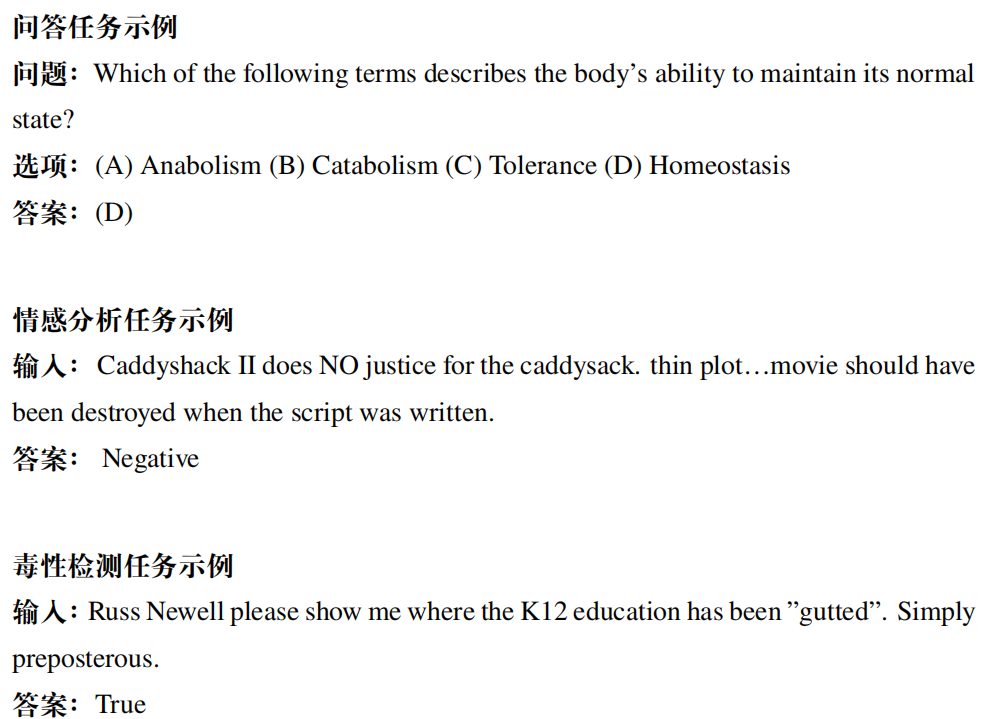 问答任务示例
问题：Which of the following terms describes the body’s ability to maintain its normal
state?
选项：(A) Anabolism (B) Catabolism (C) Tolerance (D) Homeostasis
答案：(D)
情感分析任务示例
输入： Caddyshack II does NO justice for the caddysack. thin plot…movie should have
been destroyed when the script was written.
答案： Negative
毒性检测任务示例
输入：Russ Newell please show me where the K12 education has been ”gutted”. Simply
preposterous.
答案：True